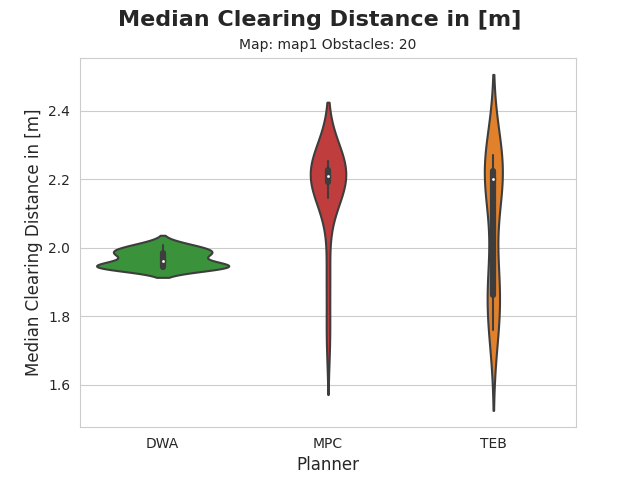 Median Clearing Distance in [m]
Map: map1 Obstacles: 20
Median Clearing Distance in [m]
2.4
2.2
2.0
1.8
1.6
DWA
MPC
TEB
Planner